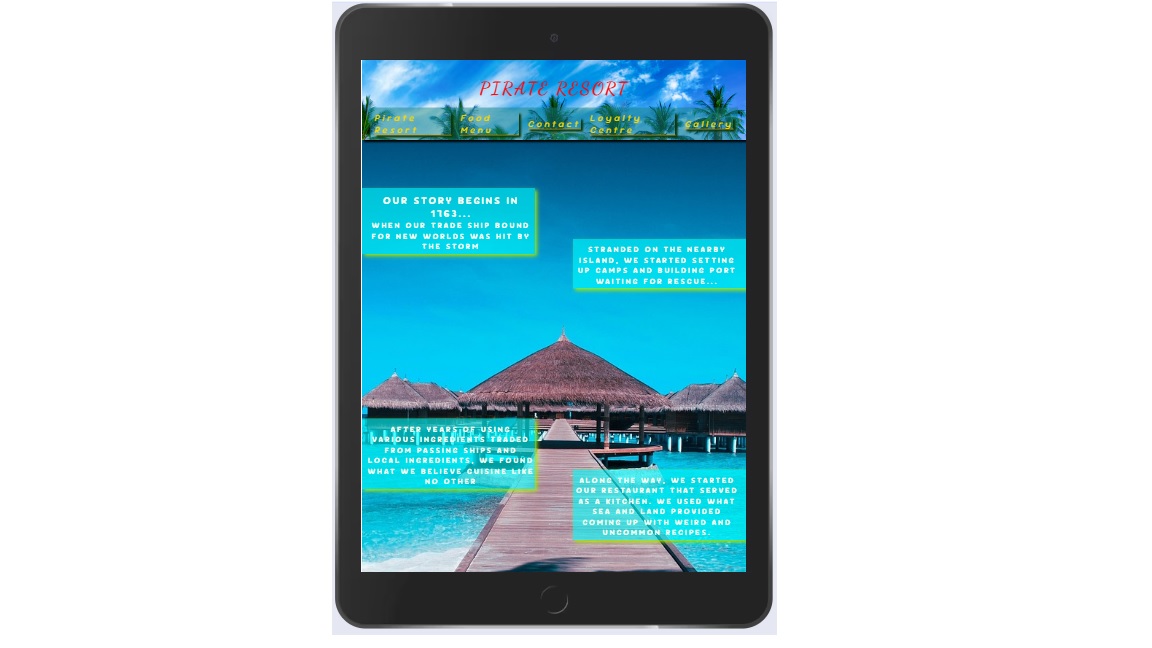 PIRATE RESORT
Pirate Resort
Food Menu
Contact
Loyalty Centre
Gallery
OUR STORY BEGINS IN
1763...
WHEN OUR TRADE SHIP BOUND
FOR NEW WORLDS WAS HIT BY
THE STORM
STRANDED ON THE NEARBY
ISLAND, WE STARTED SETTING
UP CAMPS AND BUILDING PORT
WAITING FOR RESCUE...
AFTER YEARS OF USING
VARIOUS INGREDIENTS TRADED
FROM PASSING SHIPS AND
LOCAL INGREDIENTS, WE FOUND
WHAT WE BELIEVE CUISINE LIKE
NO OTHER
ALONG THE WAY, WE STARTED
OUR RESTAURANT THAT SERVED
AS A KITCHEN. WE USED WHAT
SEA AND LAND PROVIDED
COMING UP WITH WEIRD AND
UNCOMMON RECIPES.